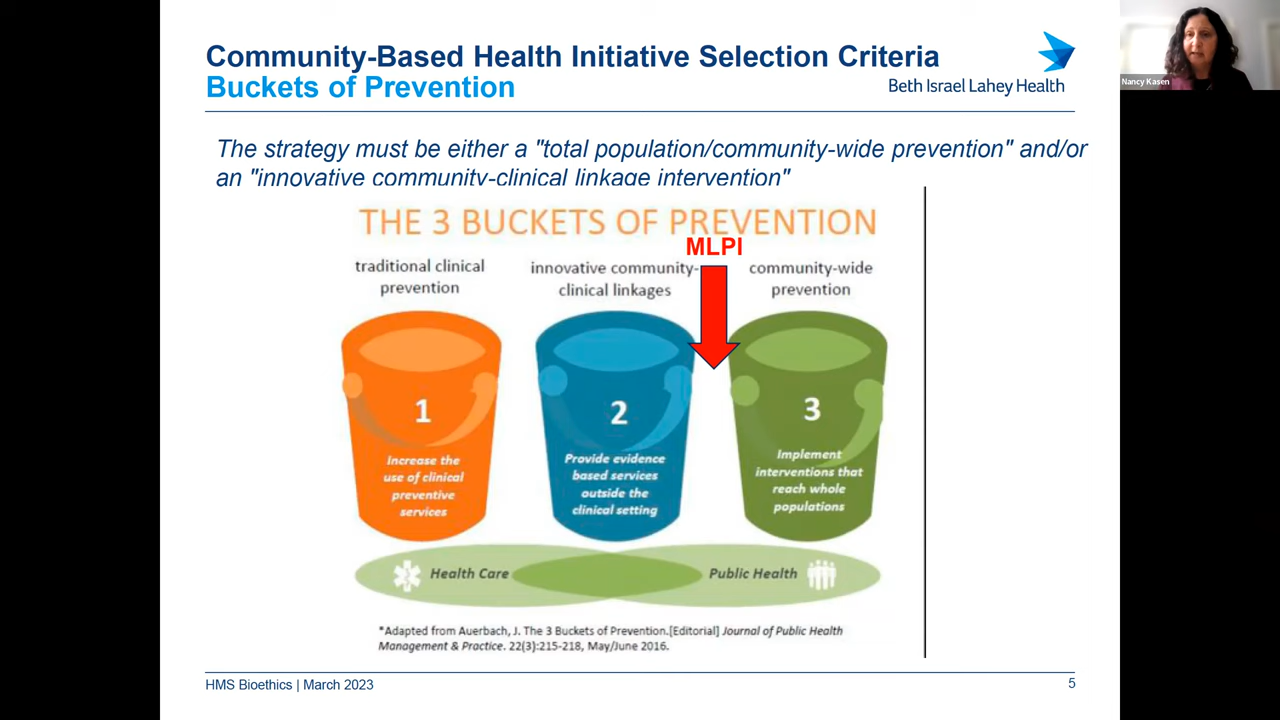 Community-Based Health Initiative Selection Criteria
Buckets of Prevention
Beth Israel Lahey Health
Nancy Kasen
The strategy must be either a "total population/community-wide prevention" and/or
an "innovative community-clinical linkage intervention"
THE 3 BUCKETS OF PREVENTION
MLPI
traditional clinical
prevention
innovative community-
clinical linkages
community-wide
prevention
1
Increase the
use of clinical
preventive
services
2
Provide evidence
based services
outside the
clinical setting
3
Implement
interventions that
reach whole
populations
Health Care
Public Health
*Adapted from Auerbach, J. The 3 Buckets of Prevention.[Editorial] Journal of Public Health
Management & Practice. 22(3):215-218, May/June 2016.
HMS Bioethics | March 2023
5